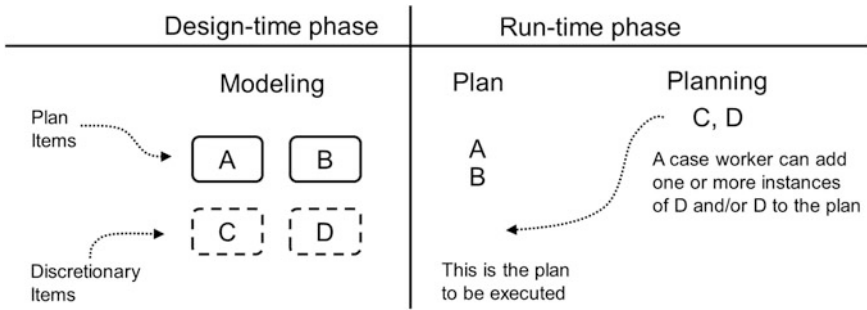 Design-time phase
Run-time phase
Modeling
Plan
Items
A
B
C
D
Discretionary
Items
Plan
A
B
This is the plan
to be executed
Planning
C, D
A case worker can add
one or more instances
of D and/or D to the plan